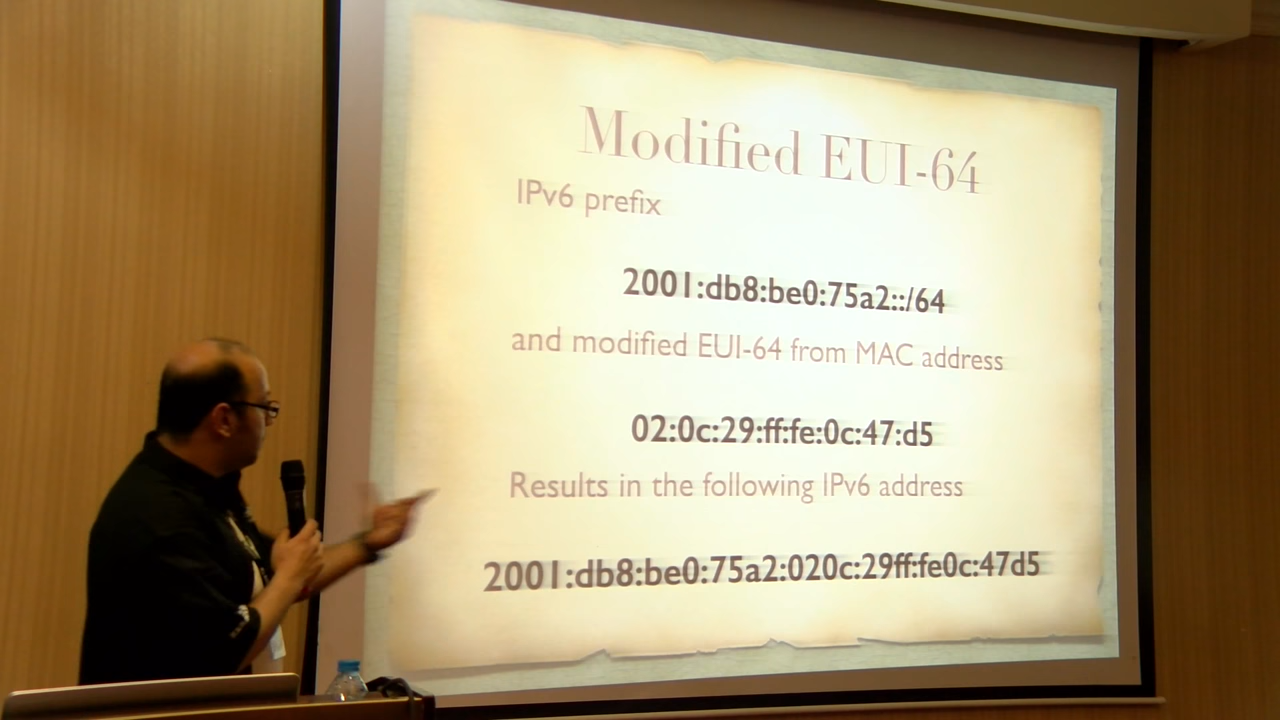 Modified EUI-64
IPv6 prefix
2001:db8:be0:75a2::/64
and modified EUI-64 from MAC address
02:0c:29:ff:fe:0c:47:d5
Results in the following IPv6 address
2001:db8:be0:75a2:020c:29ff:fe0c:47d5